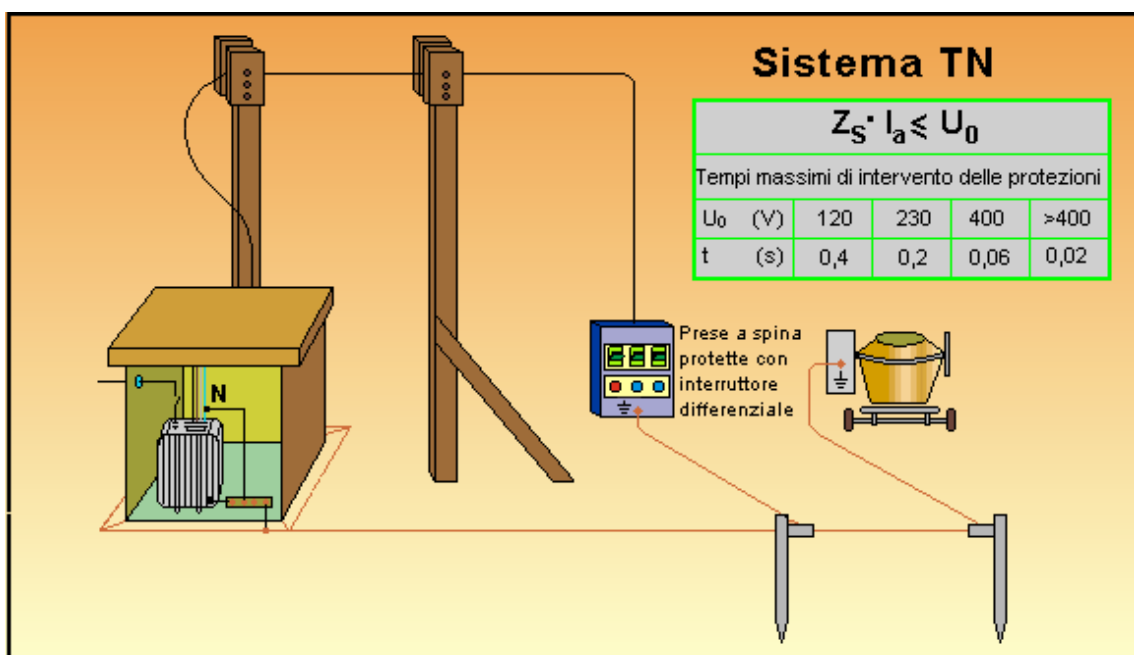 Sistema TN
ZS· Ia ≤ U0
Tempi massimi di intervento delle protezioni
U0 (V) 120 230 400 >400
t (s) 0,4 0,2 0,06 0,02
Prese a spina
protette con
interruttore
differenziale
N